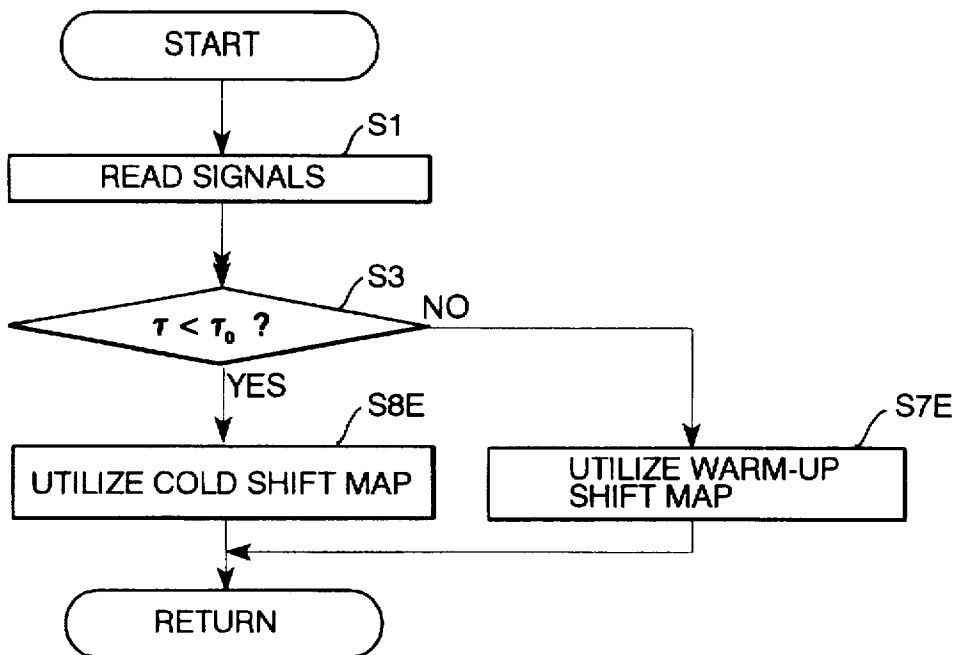 START
S1
READ SIGNALS
S3
τ < τ₀ ?
NO
YES
S8E
UTILIZE COLD SHIFT MAP
S7E
UTILIZE WARM-UP
SHIFT MAP
RETURN